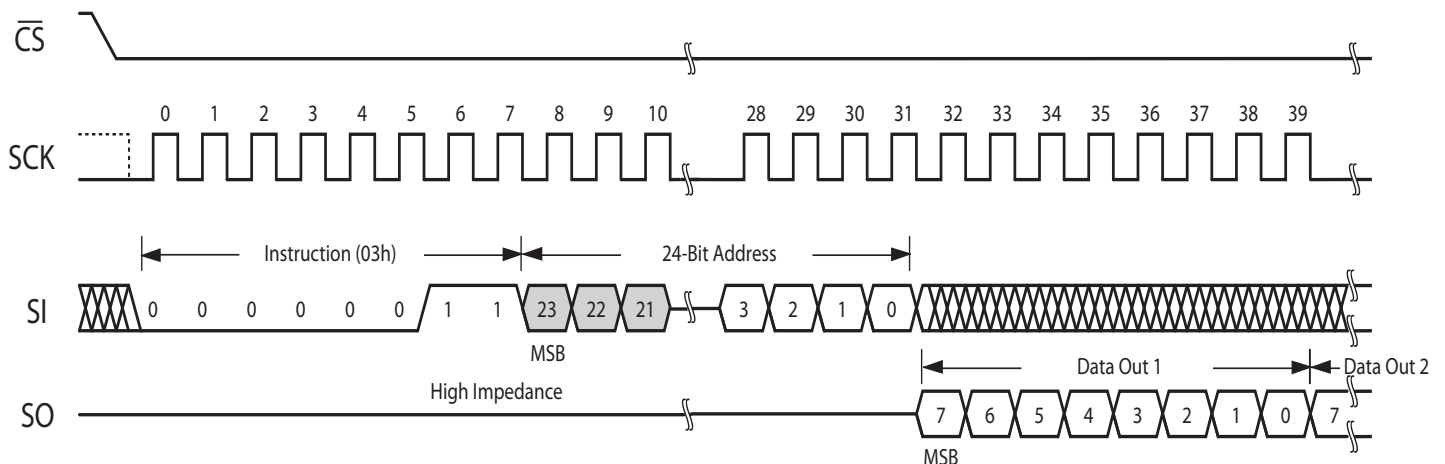 CS
0 1 2 3 4 5 6 7 8 9 10 28 29 30 31 32 33 34 35 36 37 38 39
SCK
Instruction (03h) 24-Bit Address
SI 0 0 0 0 0 0 1 1 23 22 21 3 2 1 0
MSB
Data Out 1 Data Out 2
High Impedance
SO 7 6 5 4 3 2 1 0 7
MSB